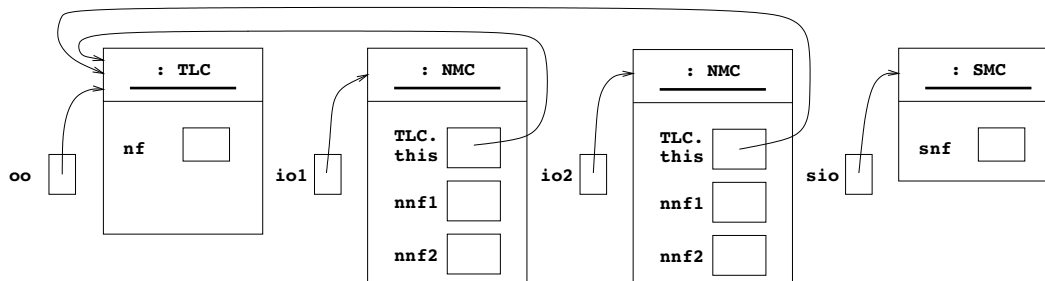 : TLC
: NMC
: NMC
: SMC
nf
TLC.
this
TLC.
this
snf
oo
io1
io2
sio
nnf1
nnf1
nnf2
nnf2